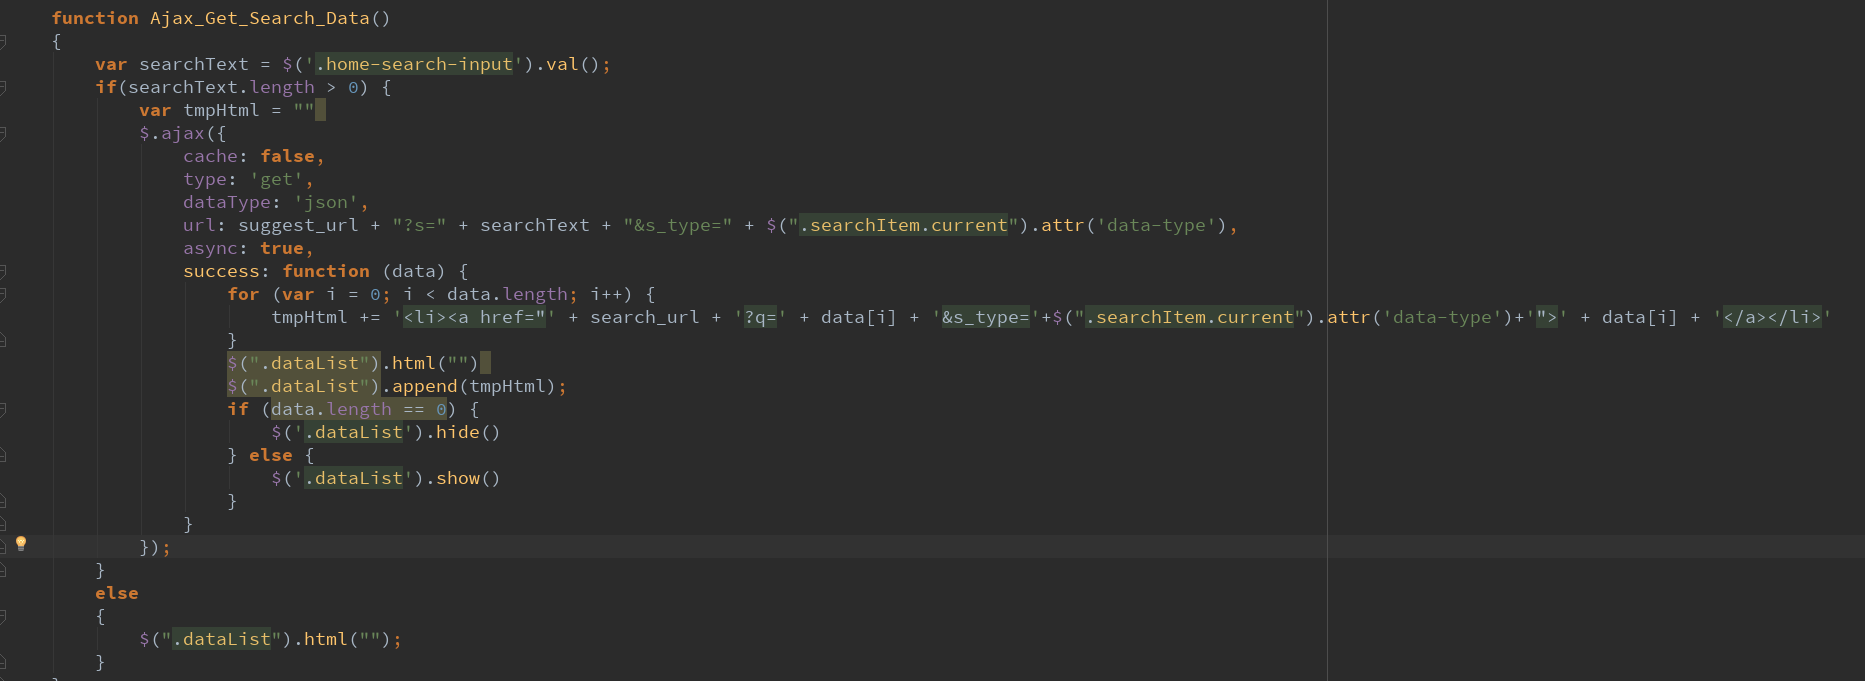 function Ajax_Get_Search_Data()
{
    var searchText = $('.home-search-input').val();
    if(searchText.length > 0) {
        var tmpHtml = ""
        $.ajax({
            cache: false,
            type: 'get',
            dataType: 'json',
            url: suggest_url + "?s=" + searchText + "&s_type=" + $(".searchItem.current").attr('data-type'),
            async: true,
            success: function (data) {
                for (var i = 0; i < data.length; i++) {
                    tmpHtml += '<li><a href="' + search_url + '?q=' + data[i] + '&s_type='+$(".searchItem.current").attr('data-type')+'">' + data[i] + '</a></li>'
                }
                $(".dataList").html("")
                $(".dataList").append(tmpHtml);
                if (data.length == 0) {
                    $('.dataList').hide()
                } else {
                    $('.dataList').show()
                }
            }
        });
    }
    else
    {
        $(".dataList").html("");
    }